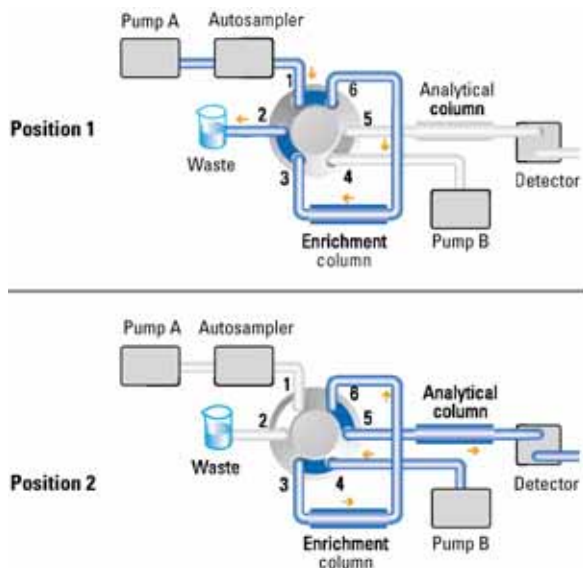 Pump A
Autosampler
1
6
2
5
Analytical
column
Position 1
Waste
3
4
Detector
Enrichment
column
Pump B
Pump A
Autosampler
1
6
2
5
Analytical
column
Waste
3
4
Detector
Position 2
Enrichment
column
Pump B